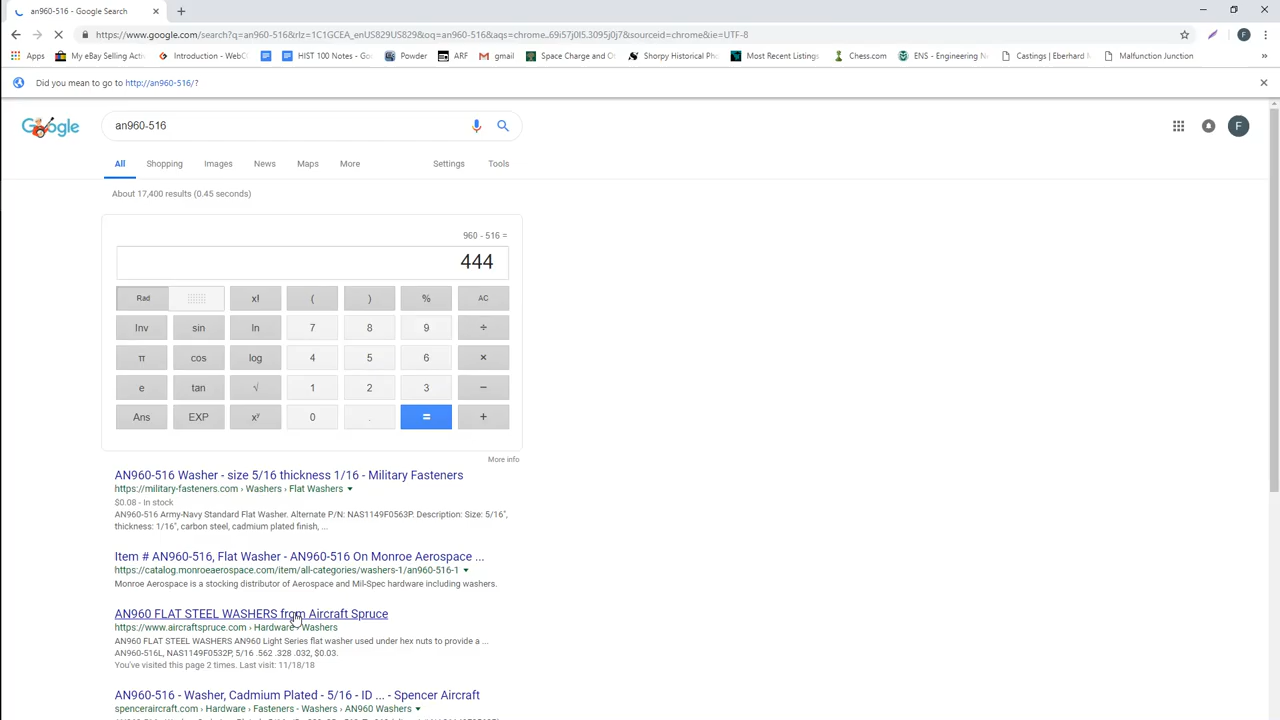 an960-516 - Google Search
https://www.google.com/search?q=an960-516&rlz=1C1GCEA_enUS829US829&oq=an960-516&aqs=chrome..69i57j0l5.3095j0j7&sourceid=chrome&ie=UTF-8
F
Apps My eBay Selling Activ Introduction - WebC HIST 100 Notes - Goo Powder ARF gmail Space Charge and O Shorpy Historical Pho Most Recent Listings Chess.com ENS - Engineering Ne Castings | Eberhard Malfunction Junction »
Did you mean to go to http://an960-516/?
Google an960-516
F
All Shopping Images News Maps More Settings Tools
About 17,400 results (0.45 seconds)
960 - 516 =
444
Rad x! ( ) % AC
Inv sin ln 7 8 9 ÷
π cos log 4 5 6 ×
e tan √ 1 2 3 −
Ans EXP xʸ 0 . = +
More info
AN960-516 Washer - size 5/16 thickness 1/16 - Military Fasteners
https://military-fasteners.com › Washers › Flat Washers
$0.08 - In stock
AN960-516 Army-Navy Standard Flat Washer. Alternate P/N: NAS1149F0563P. Description: Size: 5/16",
thickness: 1/16", carbon steel, cadmium plated finish, ...
Item # AN960-516, Flat Washer - AN960-516 On Monroe Aerospace ...
https://catalog.monroeaerospace.com/item/all-categories/washers-1/an960-516-1
Monroe Aerospace is a stocking distributor of Aerospace and Mil-Spec hardware including washers.
AN960 FLAT STEEL WASHERS from Aircraft Spruce
https://www.aircraftspruce.com › Hardware › Washers
AN960 FLAT STEEL WASHERS AN960 Light Series flat washer used under hex nuts to provide a ...
AN960-516L, NAS1149F0532P, 5/16 .562 .328 .032, $0.03.
You've visited this page 2 times. Last visit: 11/18/18
AN960-516 - Washer, Cadmium Plated - 5/16 - ID ... - Spencer Aircraft
spenceraircraft.com › Hardware › Fasteners - Washers › AN960 Washers